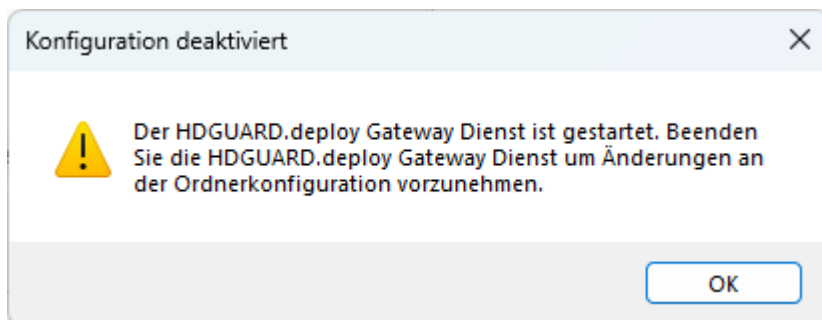 Konfiguration deaktiviert
Der HDGUARD.deploy Gateway Dienst ist gestartet. Beenden
Sie die HDGUARD.deploy Gateway Dienst um Änderungen an
der Ordnerkonfiguration vorzunehmen.
OK